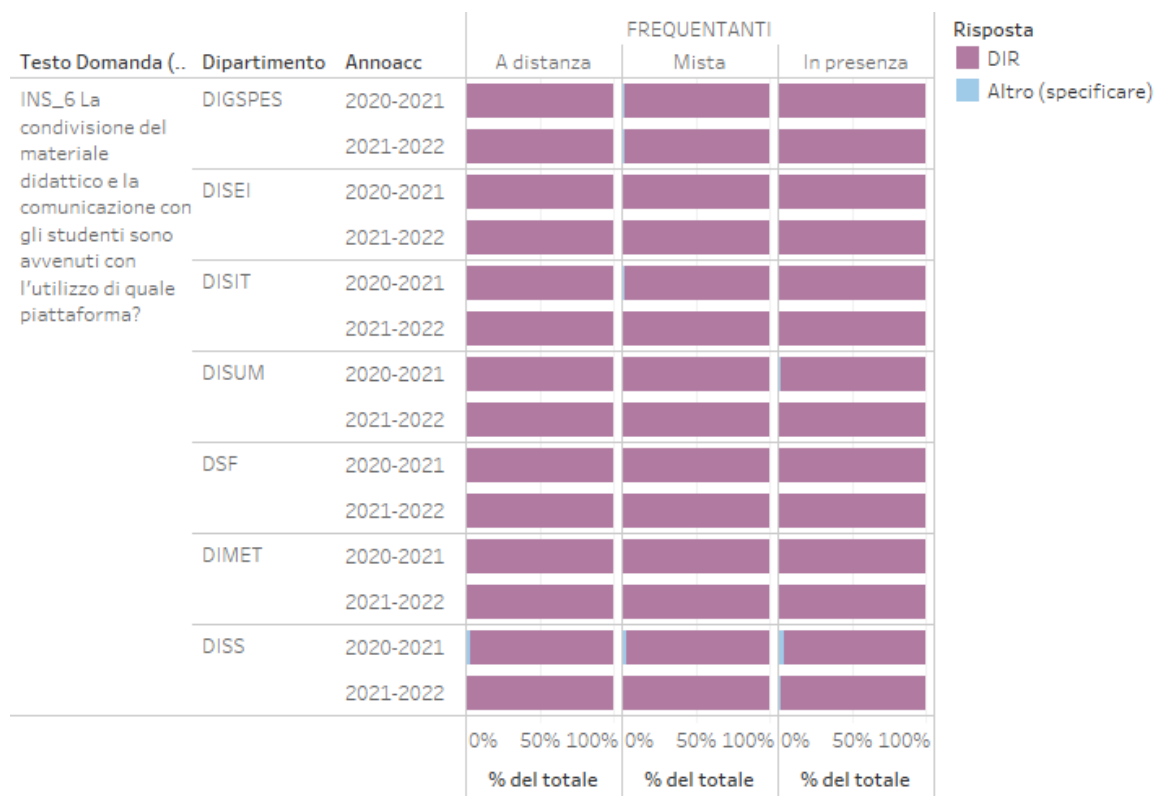 FREQUENTANTI
Testo Domanda (.. Dipartimento Annoacc A distanza Mista In presenza
INS_6 La condivisione del materiale didattico e la comunicazione con gli studenti sono avvenuti con l'utilizzo di quale piattaforma?
DIGSPES 2020-2021
2021-2022
DISEI 2020-2021
2021-2022
DISIT 2020-2021
2021-2022
DISUM 2020-2021
2021-2022
DSF 2020-2021
2021-2022
DIMET 2020-2021
2021-2022
DISS 2020-2021
2021-2022
0% 50% 100% 0% 50% 100% 0% 50% 100%
% del totale % del totale % del totale
Risposta
DIR
Altro (specificare)